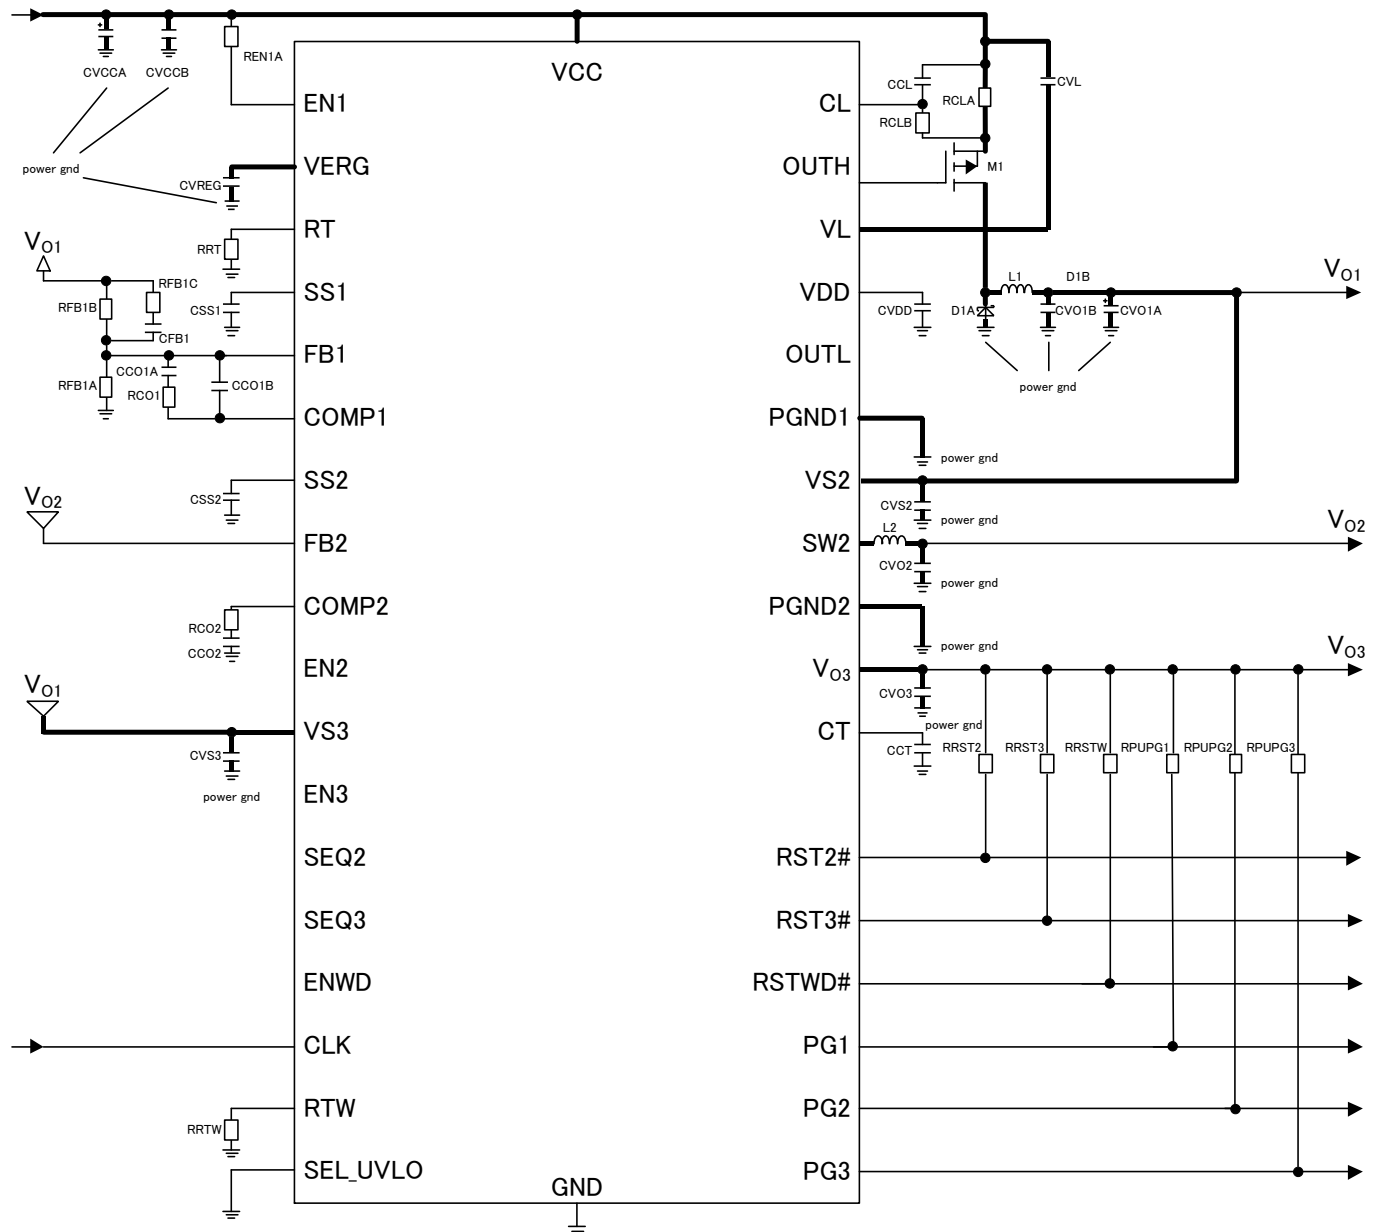 REN1A
CVCCA
CVCCB
VCC
CCL
CVL
RCLA
EN1
CL
RCLB
power gnd
VERG
OUTH
M1
CVREG
RT
VL
RRT
VO1
L1
D1B
VO1
RFB1C
RFB1B
SS1
VDD
CSS1
CVDD
D1A
CVO1B
CVO1A
CFB1
FB1
OUTL
CCO1A
RFB1A
RCO1
CCO1B
power gnd
COMP1
PGND1
power gnd
SS2
VS2
VO2
CSS2
CVS2
power gnd
VO2
L2
FB2
SW2
CVO2
power gnd
COMP2
PGND2
RCO2
CCO2
power gnd
VO3
EN2
VO3
VO1
CVO3
power gnd
VS3
CT
CVS3
CCT
RRST2
RRST3
RRSTW
RPUPG1
RPUPG2
RPUPG3
power gnd
EN3
SEQ2
RST2#
SEQ3
RST3#
ENWD
RSTWD#
CLK
PG1
RTW
PG2
RRTW
SEL_UVLO
PG3
GND